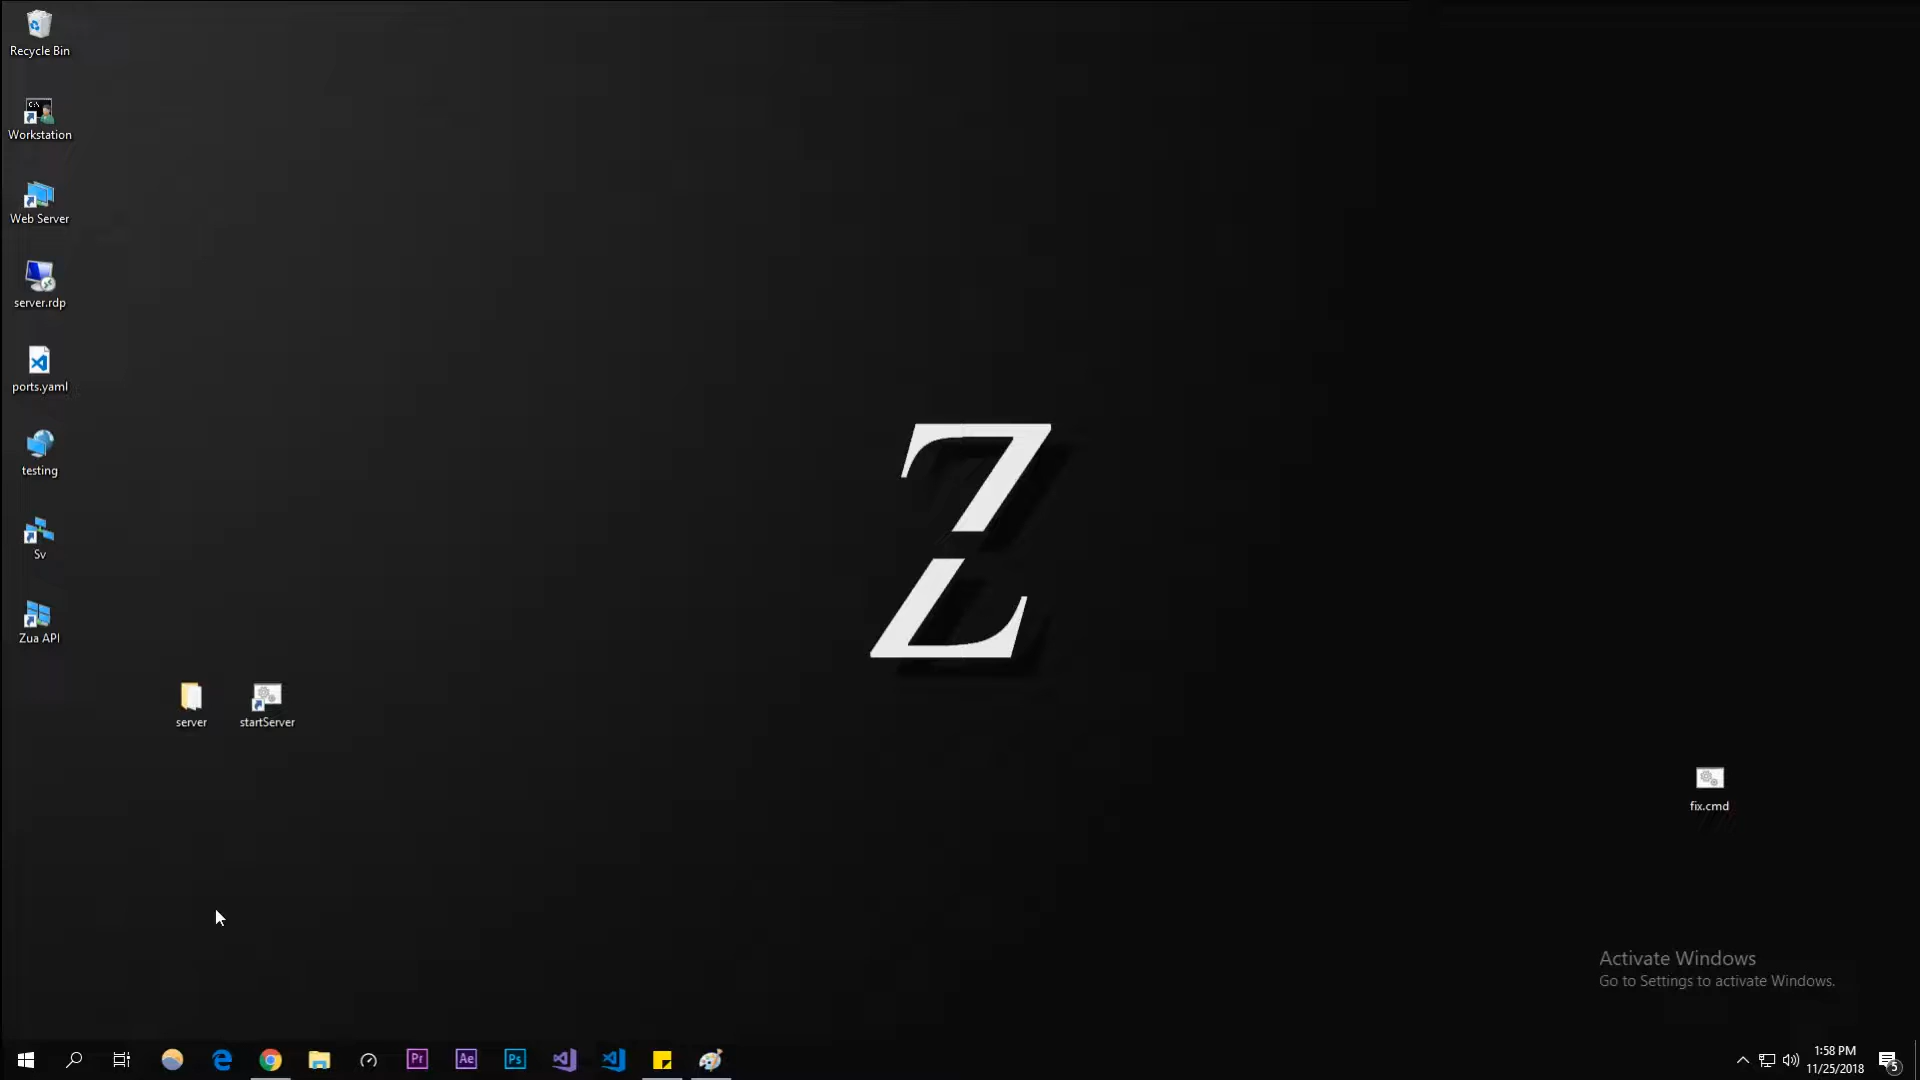 Recycle Bin
Workstation
Web Server
server.rdp
ports.yaml
testing
Sv
Zua API
server
startServer
Z
fix.cmd
Activate Windows
Go to Settings to activate Windows.
Pr
Ae
Ps
1:58 PM
11/25/2018
5